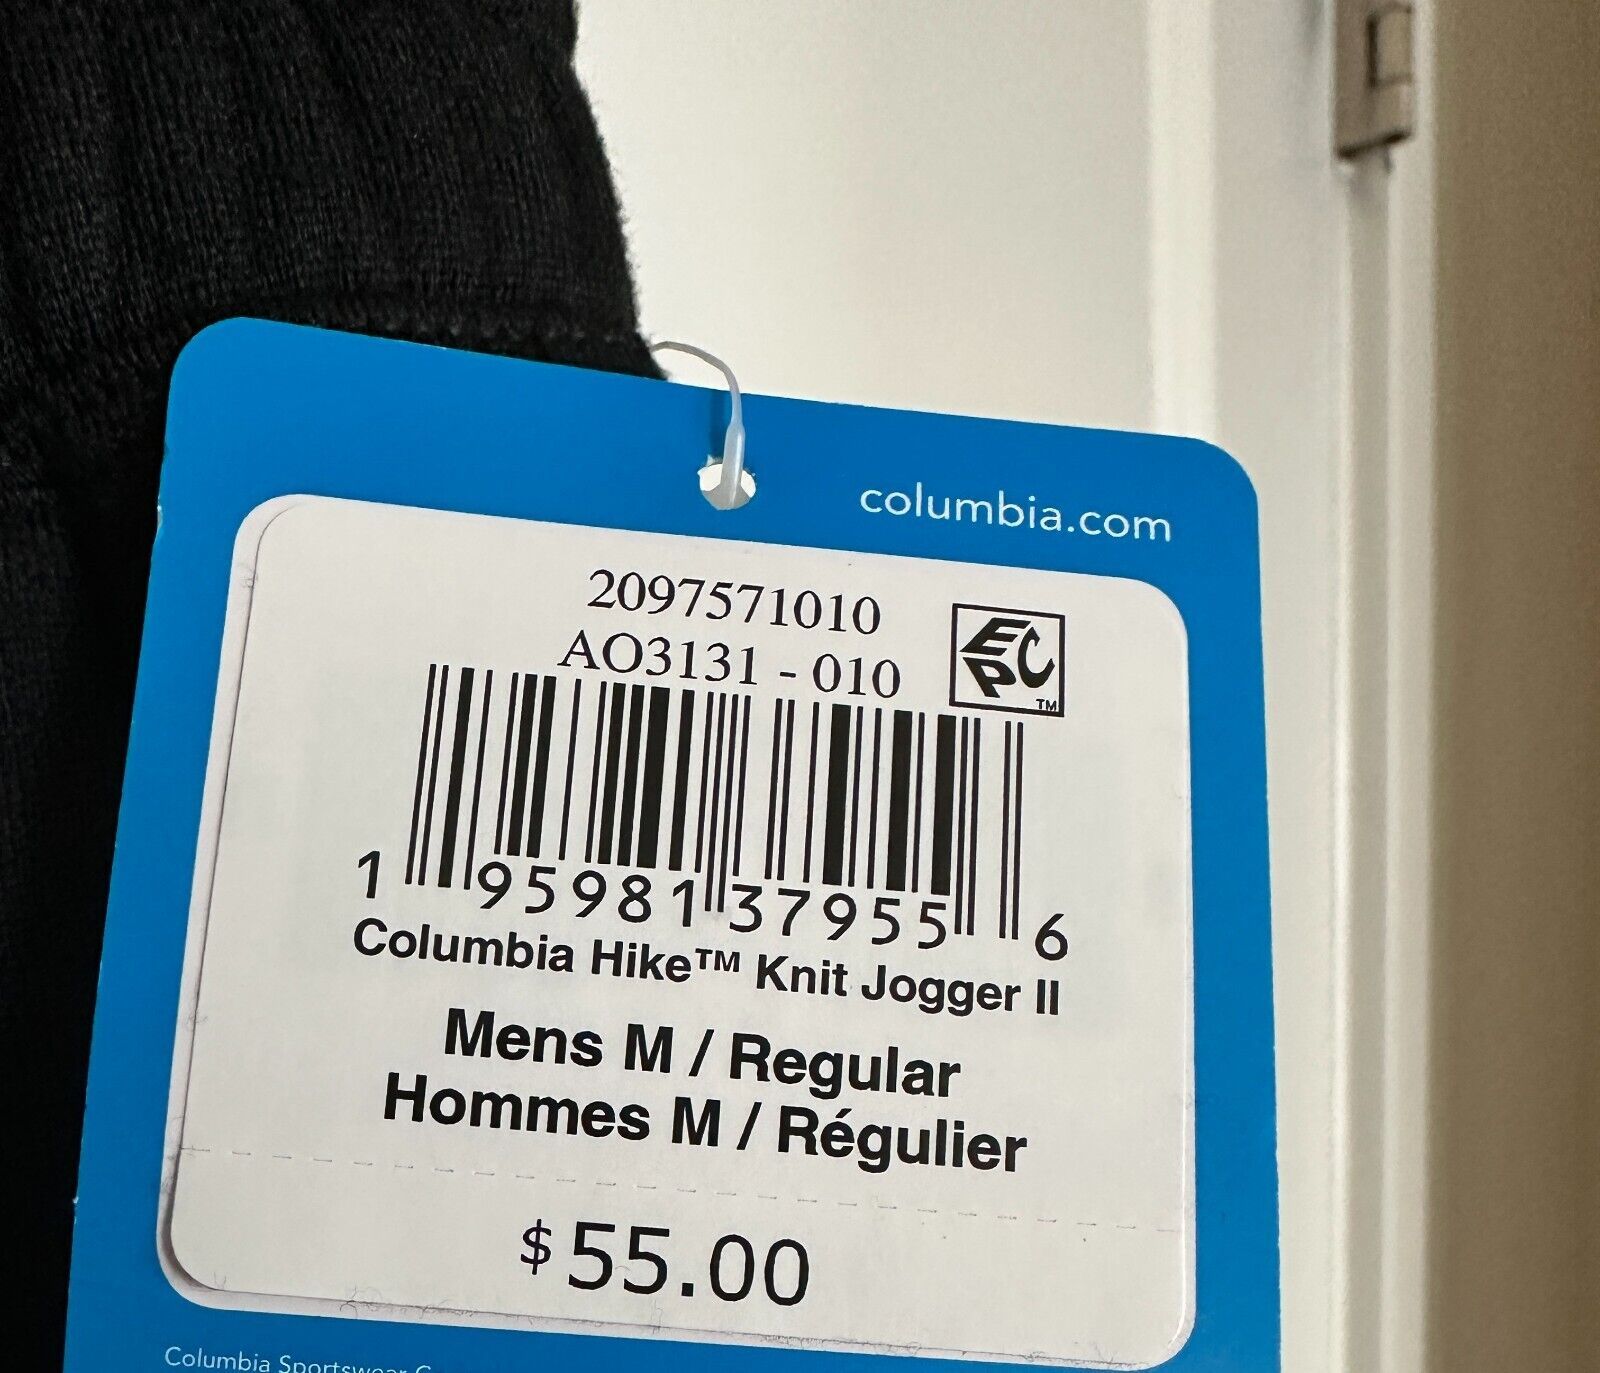 columbia.com
2097571010
AO3131 - 010
EPC
TM
1 95981 37955 6
Columbia Hike™ Knit Jogger II
Mens M / Regular
Hommes M / Régulier
$55.00
Columbia Sportswear